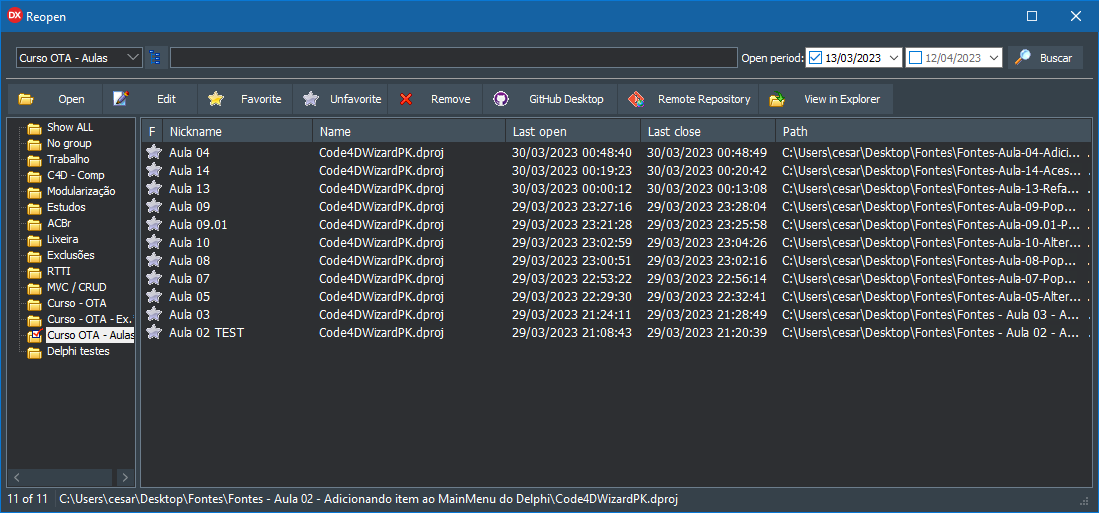 DX Reopen
Curso OTA - Aulas Open period: 13/03/2023 12/04/2023 Buscar
Open Edit Favorite Unfavorite Remove GitHub Desktop Remote Repository View in Explorer
Show ALL
No group
Trabalho
C4D - Comp
Modularização
Estudos
ACBr
Lixeira
Exclusões
RTTI
MVC / CRUD
Curso - OTA
Curso - OTA - Ex.
Curso OTA - Aulas
Delphi testes
F Nickname Name Last open Last close Path
Aula 04 Code4DWizardPK.dproj 30/03/2023 00:48:40 30/03/2023 00:48:49 C:\Users\cesar\Desktop\Fontes\Fontes-Aula-04-Adici...
Aula 14 Code4DWizardPK.dproj 30/03/2023 00:19:23 30/03/2023 00:20:42 C:\Users\cesar\Desktop\Fontes\Fontes-Aula-14-Aces...
Aula 13 Code4DWizardPK.dproj 30/03/2023 00:00:12 30/03/2023 00:13:08 C:\Users\cesar\Desktop\Fontes\Fontes-Aula-13-Refa...
Aula 09 Code4DWizardPK.dproj 29/03/2023 23:27:16 29/03/2023 23:28:04 C:\Users\cesar\Desktop\Fontes\Fontes-Aula-09-Pop...
Aula 09.01 Code4DWizardPK.dproj 29/03/2023 23:21:28 29/03/2023 23:25:58 C:\Users\cesar\Desktop\Fontes\Fontes-Aula-09.01-P...
Aula 10 Code4DWizardPK.dproj 29/03/2023 23:02:59 29/03/2023 23:04:26 C:\Users\cesar\Desktop\Fontes\Fontes-Aula-10-Alter...
Aula 08 Code4DWizardPK.dproj 29/03/2023 23:00:51 29/03/2023 23:02:16 C:\Users\cesar\Desktop\Fontes\Fontes-Aula-08-Pop...
Aula 07 Code4DWizardPK.dproj 29/03/2023 22:53:22 29/03/2023 22:56:14 C:\Users\cesar\Desktop\Fontes\Fontes-Aula-07-Pop...
Aula 05 Code4DWizardPK.dproj 29/03/2023 22:29:30 29/03/2023 22:32:41 C:\Users\cesar\Desktop\Fontes\Fontes-Aula-05-Alter...
Aula 03 Code4DWizardPK.dproj 29/03/2023 21:24:11 29/03/2023 21:28:49 C:\Users\cesar\Desktop\Fontes\Fontes - Aula 03 - A...
Aula 02 TEST Code4DWizardPK.dproj 29/03/2023 21:08:43 29/03/2023 21:20:39 C:\Users\cesar\Desktop\Fontes\Fontes - Aula 02 - A...
11 of 11 C:\Users\cesar\Desktop\Fontes\Fontes - Aula 02 - Adicionando item ao MainMenu do Delphi\Code4DWizardPK.dproj